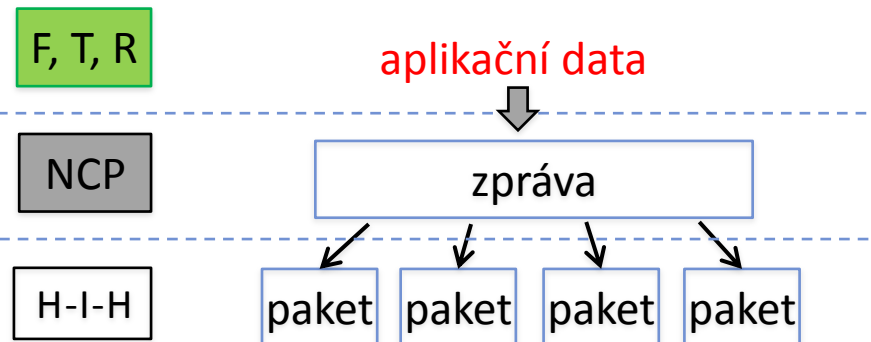 F, T, R
aplikační data
NCP
zpráva
H-I-H
paket paket paket paket